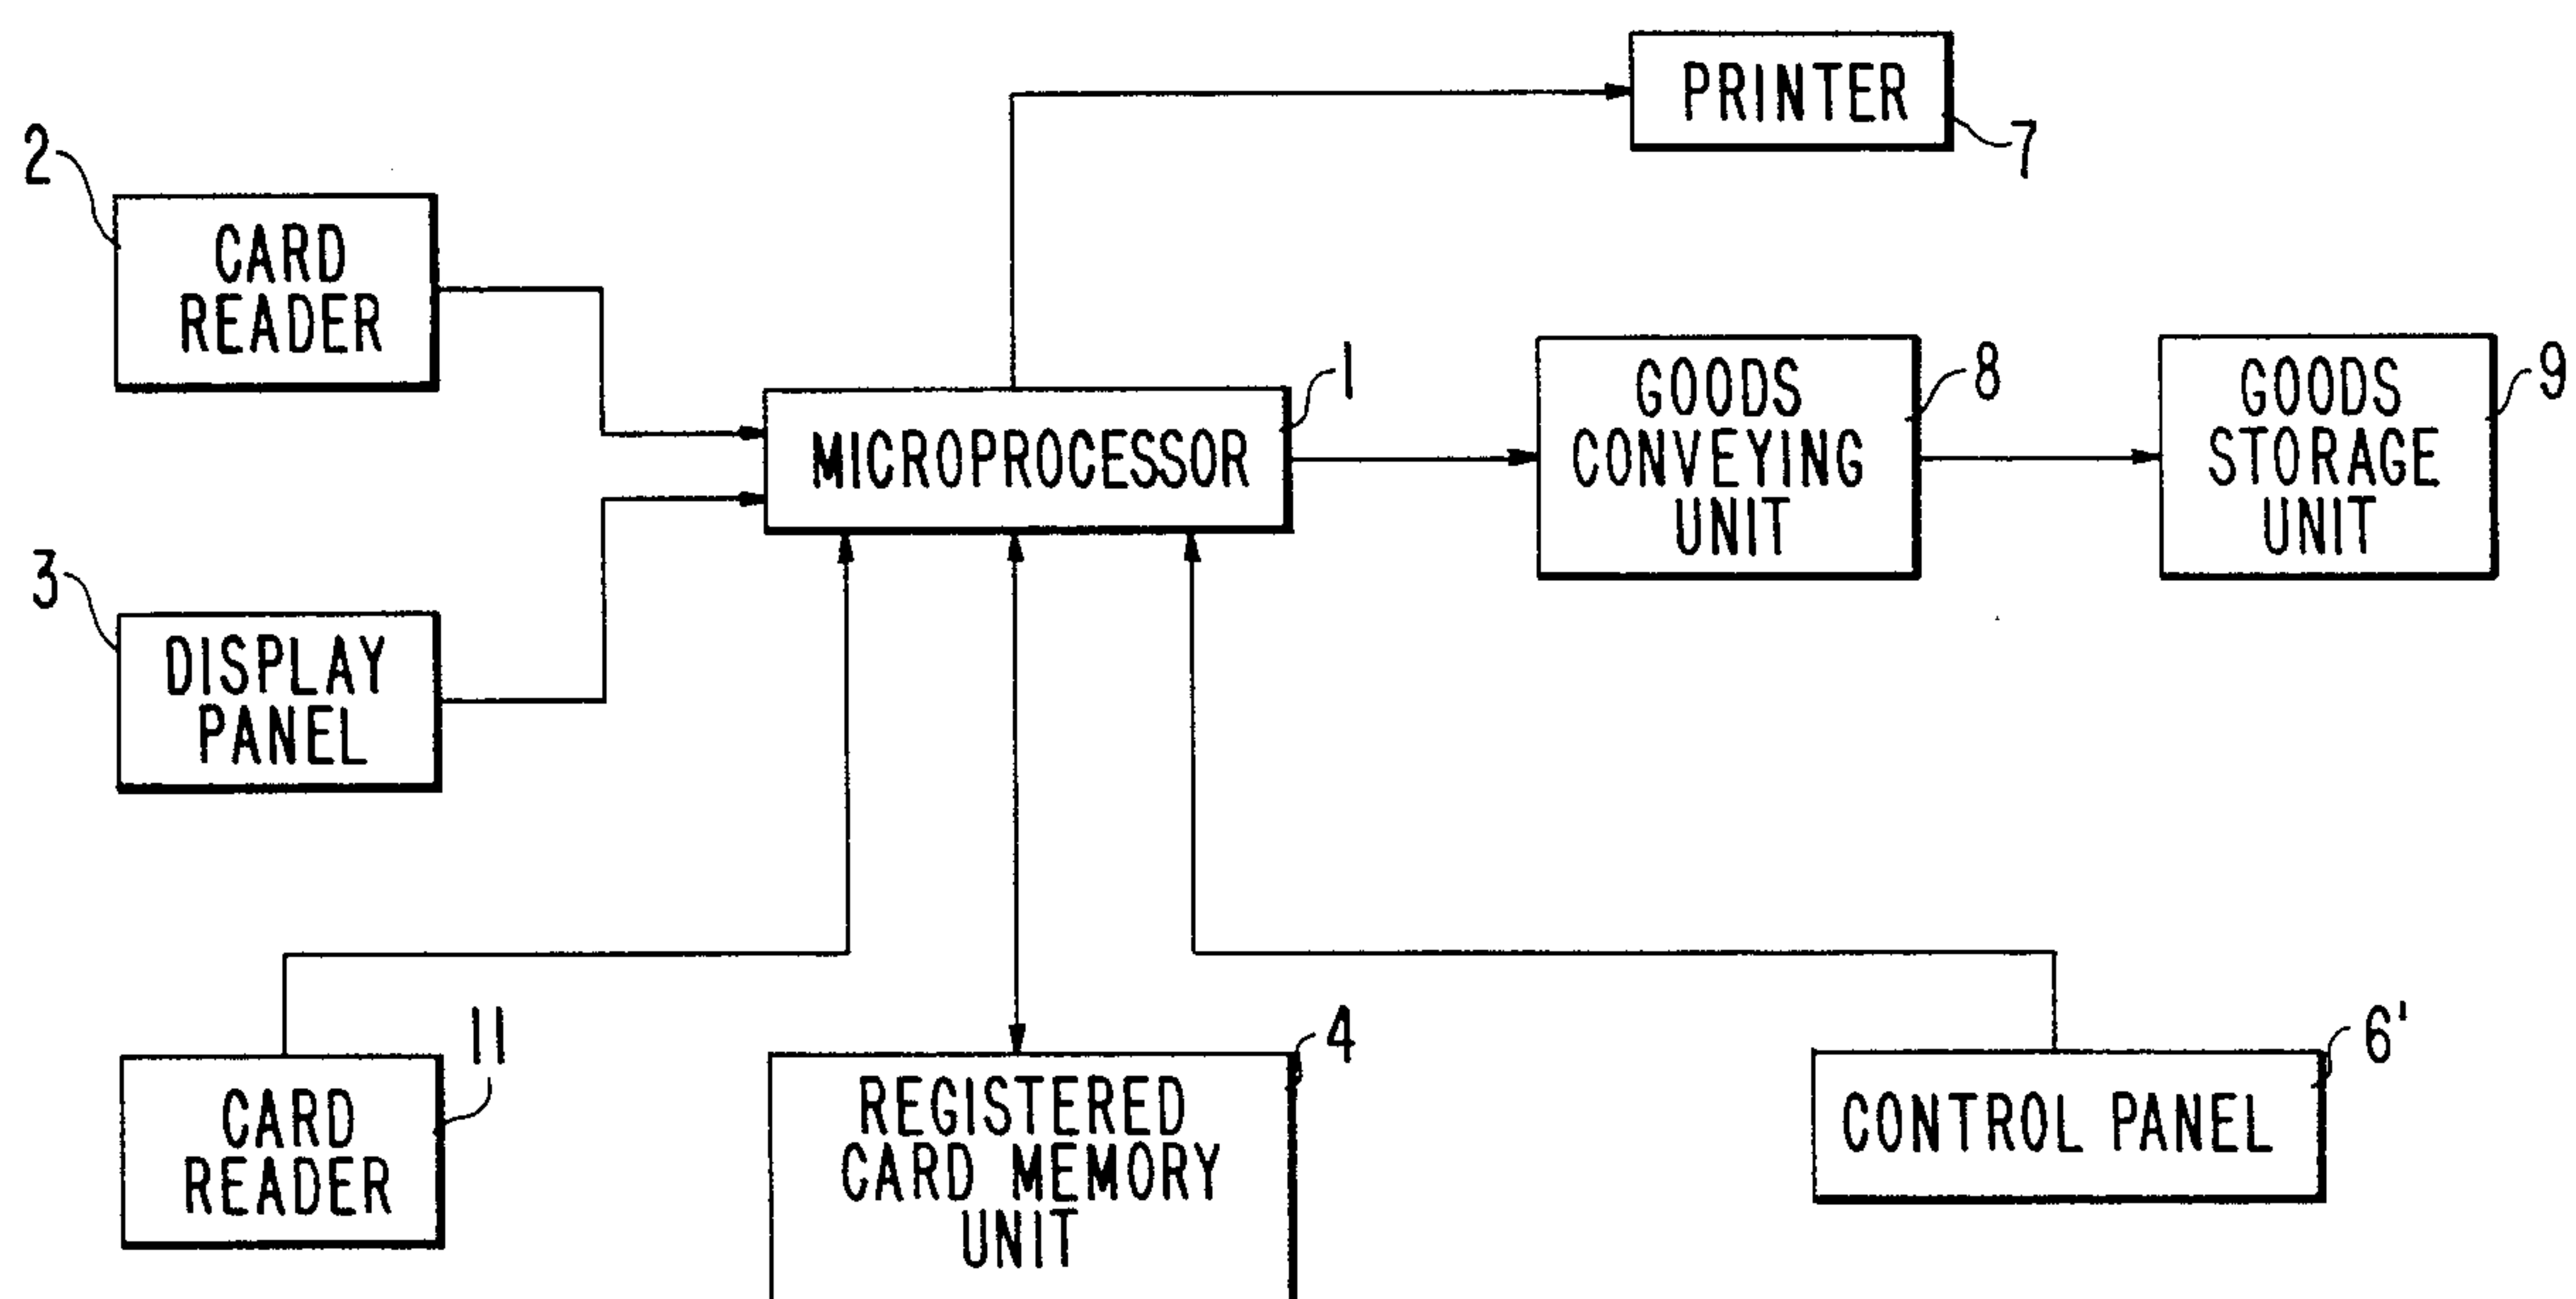 PRINTER
7
2
CARD
READER
1
MICROPROCESSOR
GOODS
CONVEYING
UNIT
8
GOODS
STORAGE
UNIT
9
3
DISPLAY
PANEL
11
CARD
READER
4
REGISTERED
CARD MEMORY
UNIT
6'
CONTROL PANEL